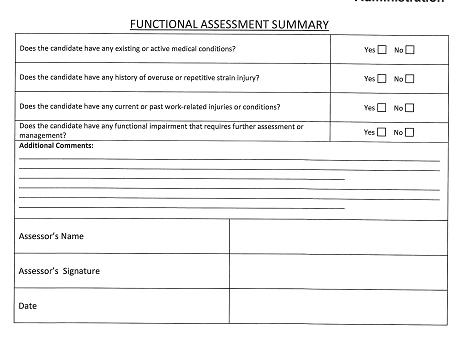 Administration
FUNCTIONAL ASSESSMENT SUMMARY
Does the candidate have any existing or active medical conditions? Yes No
Does the candidate have any history of overuse or repetitive strain injury? Yes No
Does the candidate have any current or past work-related injuries or conditions? Yes No
Does the candidate have any functional impairment that requires further assessment or
management? Yes No
Additional Comments:
Assessor's Name
Assessor's Signature
Date